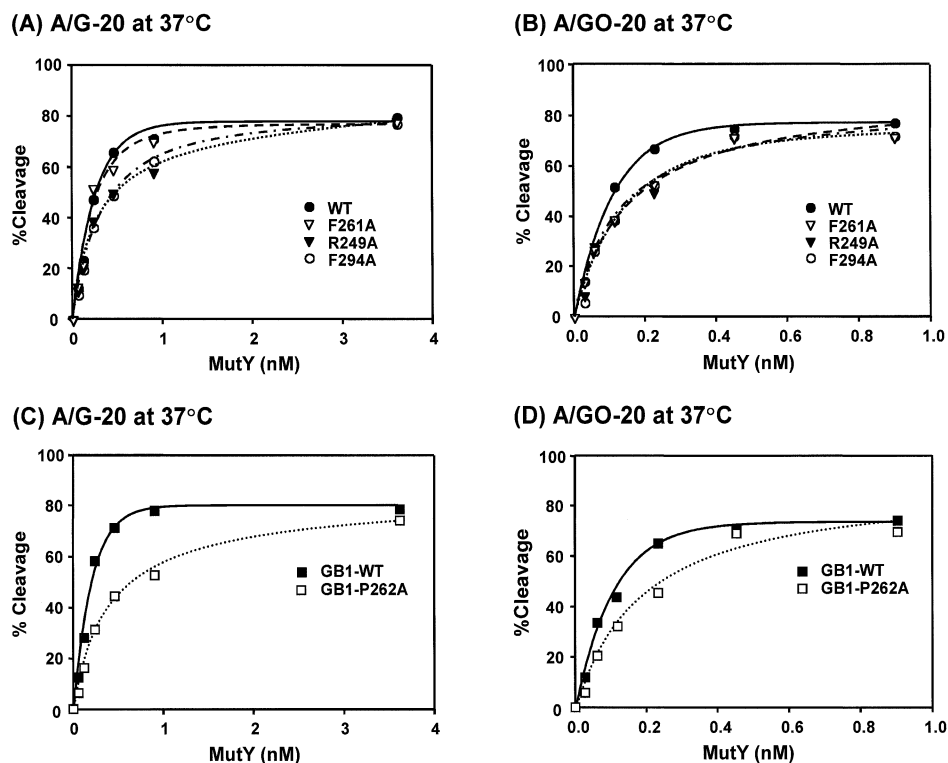 (A) A/G-20 at 37°C
100
80
60
40
20
0
%Cleavage
WT
F261A
R249A
F294A
0 1 2 3 4
MutY (nM)
(B) A/GO-20 at 37°C
100
80
60
40
20
0
%Cleavage
WT
F261A
R249A
F294A
0.0 0.2 0.4 0.6 0.8 1.0
MutY (nM)
(C) A/G-20 at 37°C
100
80
60
40
20
0
% Cleavage
GB1-WT
GB1-P262A
0 1 2 3 4
MutY (nM)
(D) A/GO-20 at 37°C
100
80
60
40
20
0
%Cleavage
GB1-WT
GB1-P262A
0.0 0.2 0.4 0.6 0.8 1.0
MutY (nM)